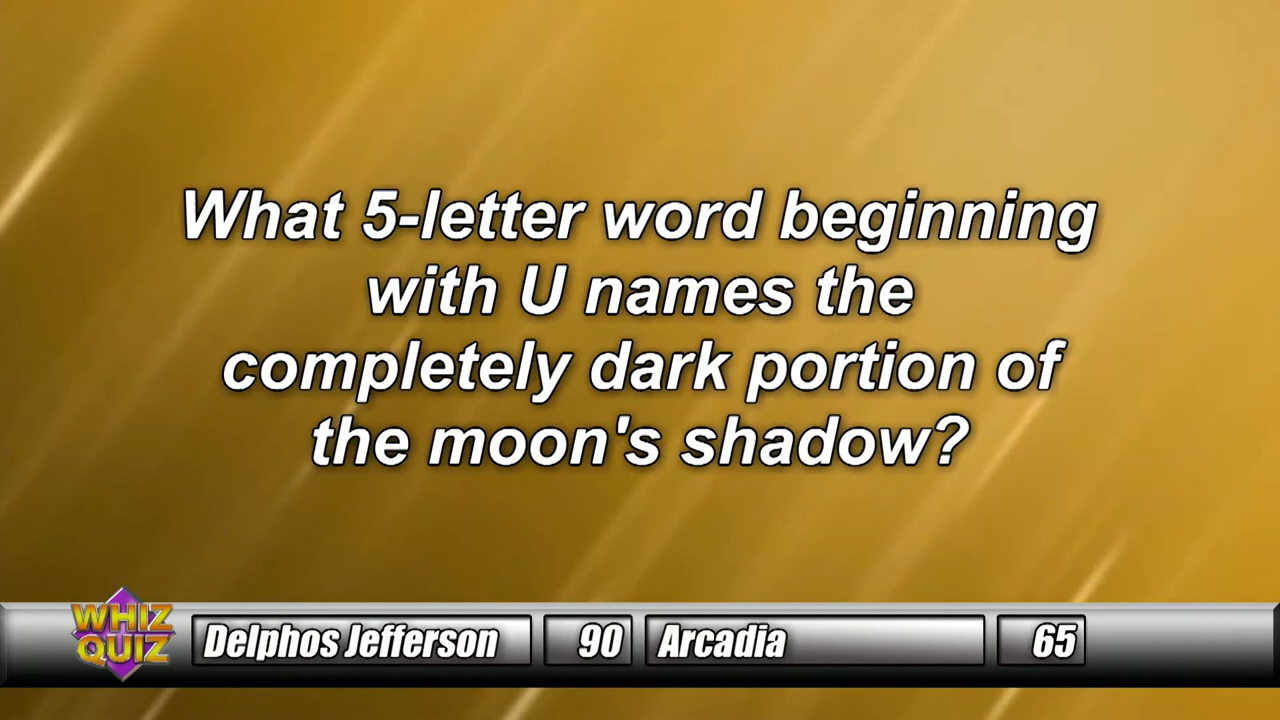 What 5-letter word beginning
with U names the
completely dark portion of
the moon's shadow?
WHIZ
QUIZ
Delphos Jefferson 90 Arcadia 65